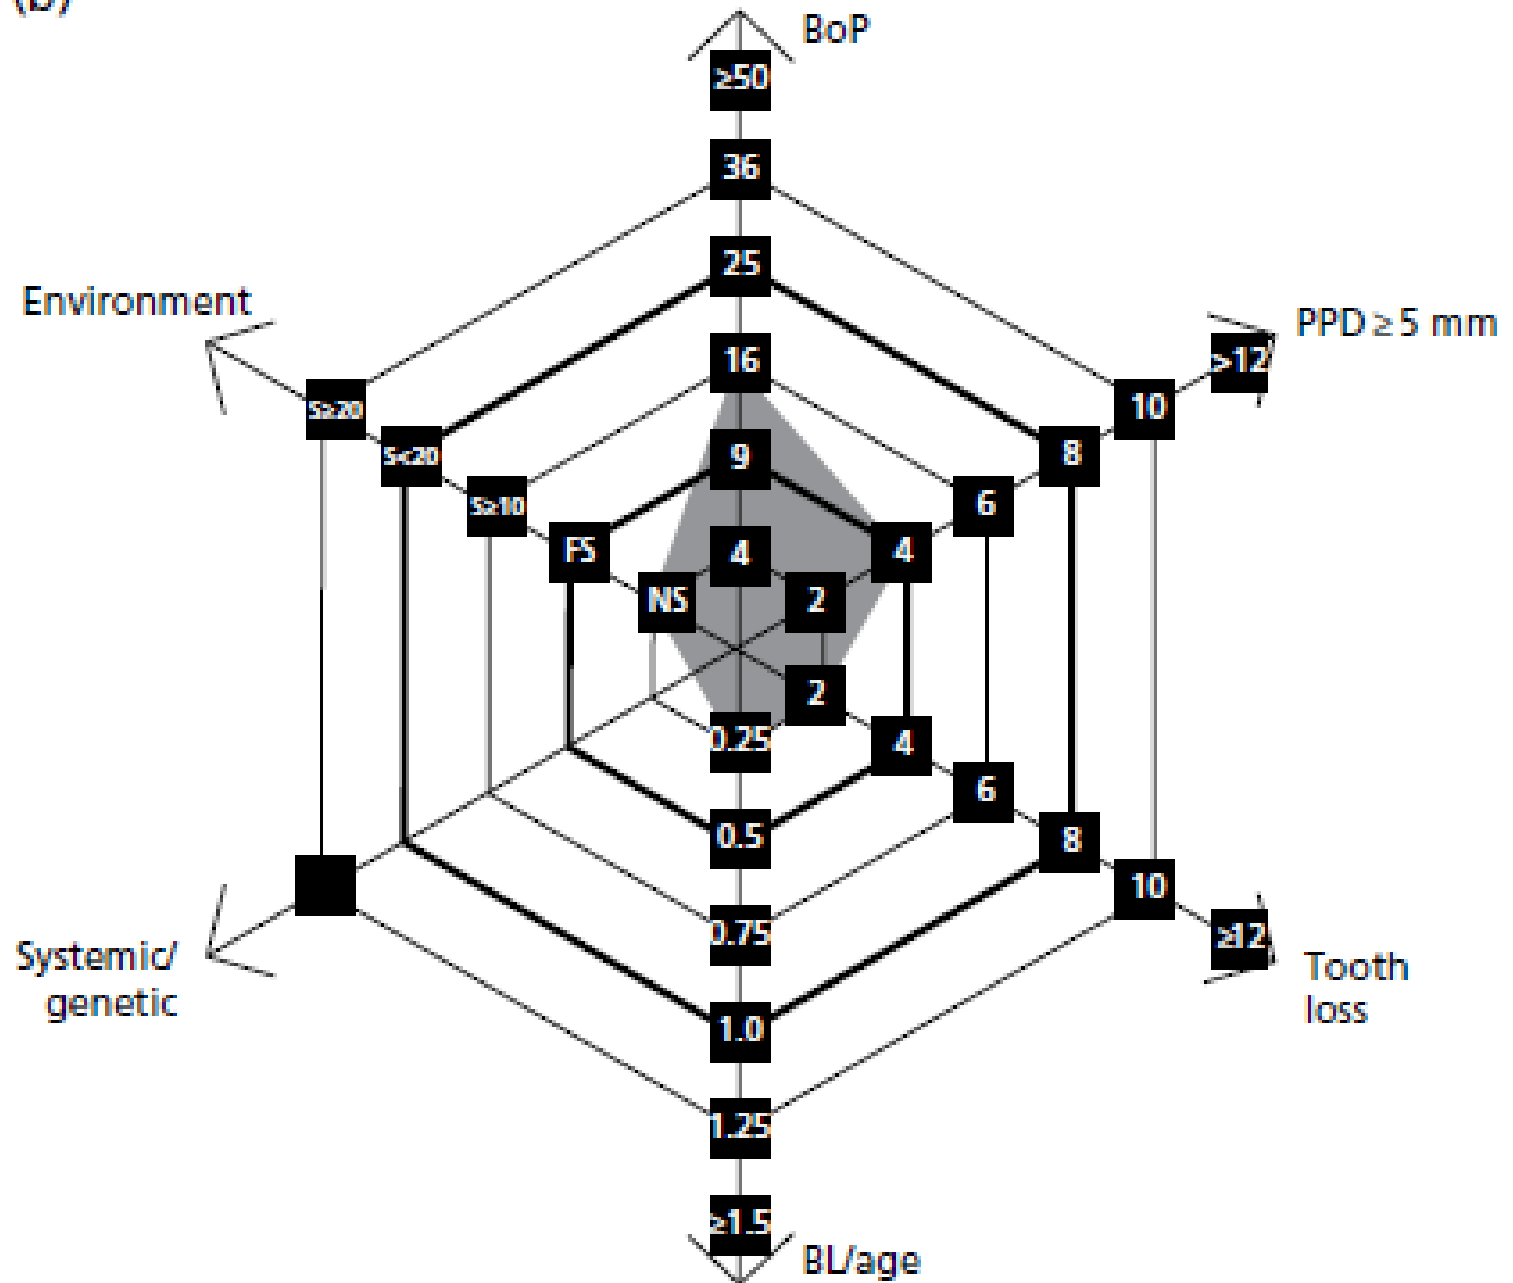 (b)
BoP
≥50
36
25
16
9
4
Environment
S≥20
S<20
S≥10
FS
NS
PPD ≥ 5 mm
>12
10
8
6
4
2
2
4
6
8
10
≥12
Tooth
loss
0.25
0.5
0.75
1.0
1.25
≥1.5
BL/age
Systemic/
genetic